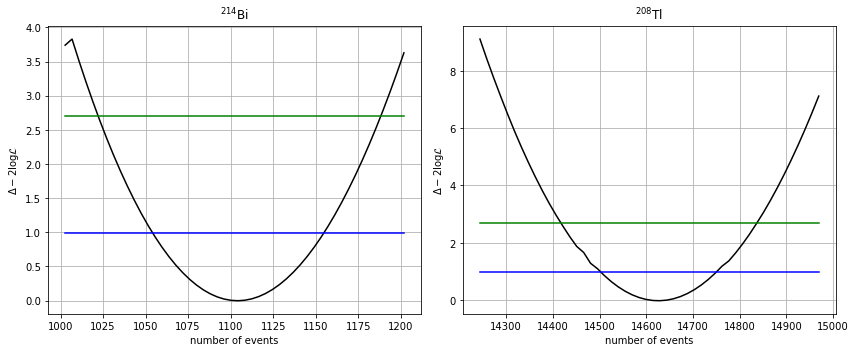 ²¹⁴Bi
4.0
3.5
3.0
2.5
2.0
1.5
1.0
0.5
0.0
Δ − 2logℒ
1000 1025 1050 1075 1100 1125 1150 1175 1200
number of events
²⁰⁸Tl
8
6
4
2
0
Δ − 2logℒ
14300 14400 14500 14600 14700 14800 14900 15000
number of events